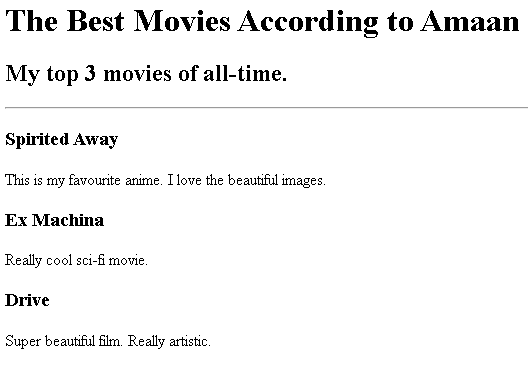 The Best Movies According to Amaan
My top 3 movies of all-time.
Spirited Away
This is my favourite anime. I love the beautiful images.
Ex Machina
Really cool sci-fi movie.
Drive
Super beautiful film. Really artistic.